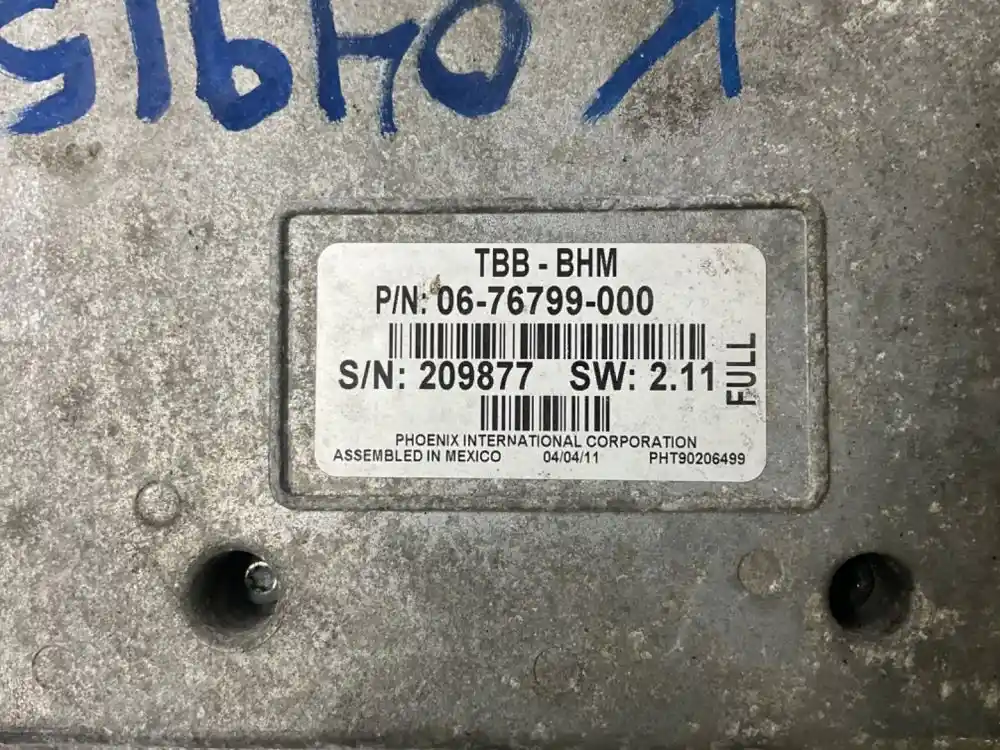 TBB - BHM
P/N: 06-76799-000
S/N: 209877 SW: 2.11
FULL
PHOENIX INTERNATIONAL CORPORATION
ASSEMBLED IN MEXICO 04/04/11 PHT90206499